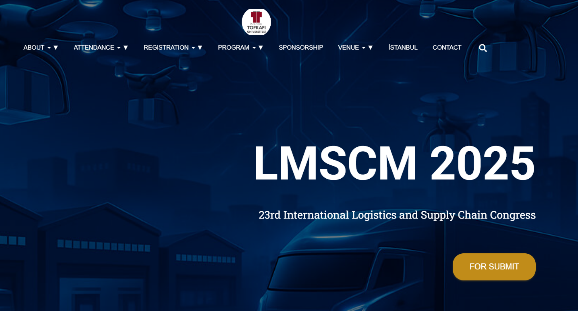 TOPKAPI
ABOUT
ATTENDANCE
REGISTRATION
PROGRAM
SPONSORSHIP
VENUE
İSTANBUL
CONTACT
LMSCM 2025
23rd International Logistics and Supply Chain Congress
FOR SUBMIT